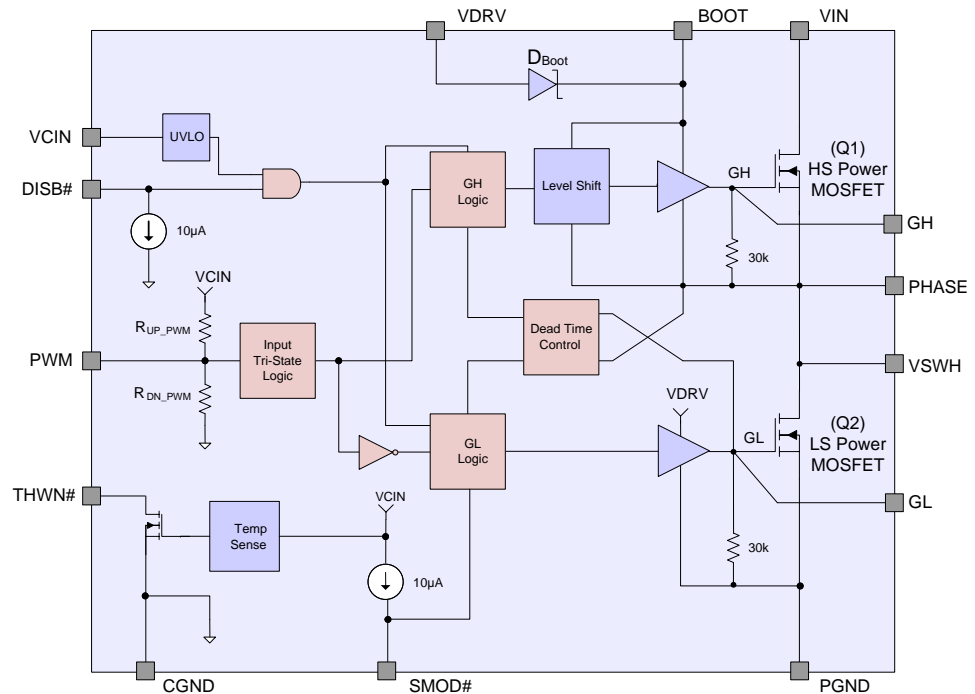 VDRV
BOOT
VIN
DBoot
VCIN
UVLO
(Q1)
HS Power
MOSFET
DISB#
GH
Logic
Level Shift
GH
GH
10µA
30k
VCIN
PHASE
RUP_PWM
Dead Time
Control
PWM
Input
Tri-State
Logic
VSWH
RDN_PWM
VDRV
(Q2)
LS Power
MOSFET
GL
Logic
GL
THWN#
VCIN
GL
Temp
Sense
30k
10µA
CGND
SMOD#
PGND